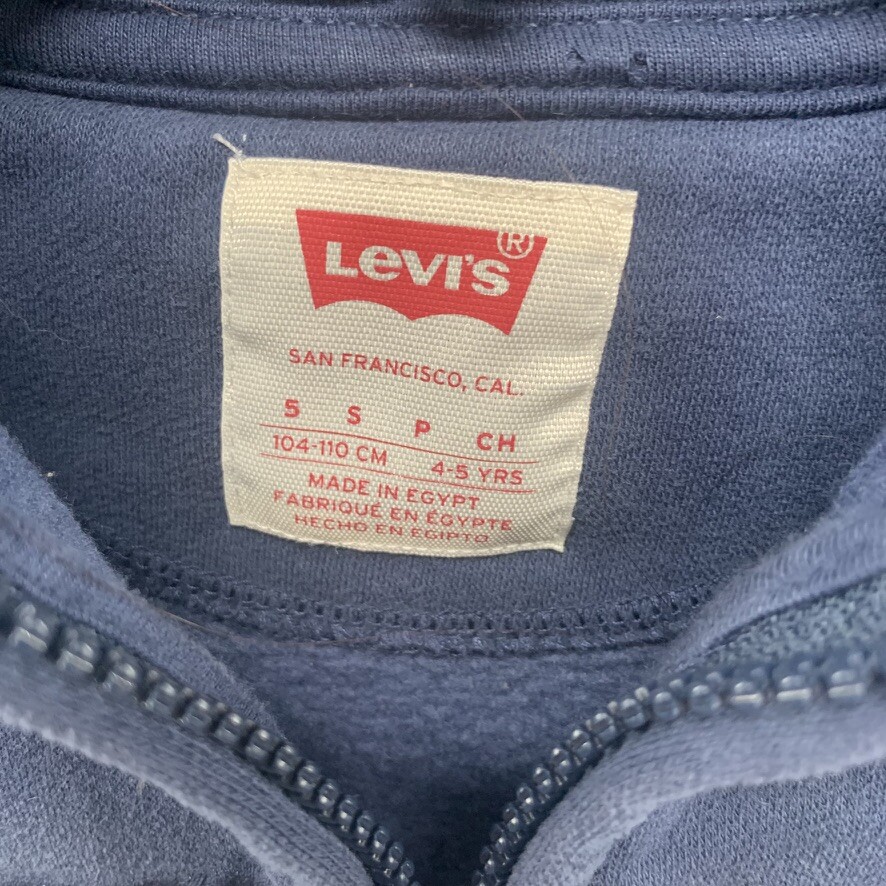 LEVI'S®
SAN FRANCISCO, CAL.
5 S P CH
104-110 CM 4-5 YRS
MADE IN EGYPT
FABRIQUÉ EN ÉGYPTE
HECHO EN EGIPTO